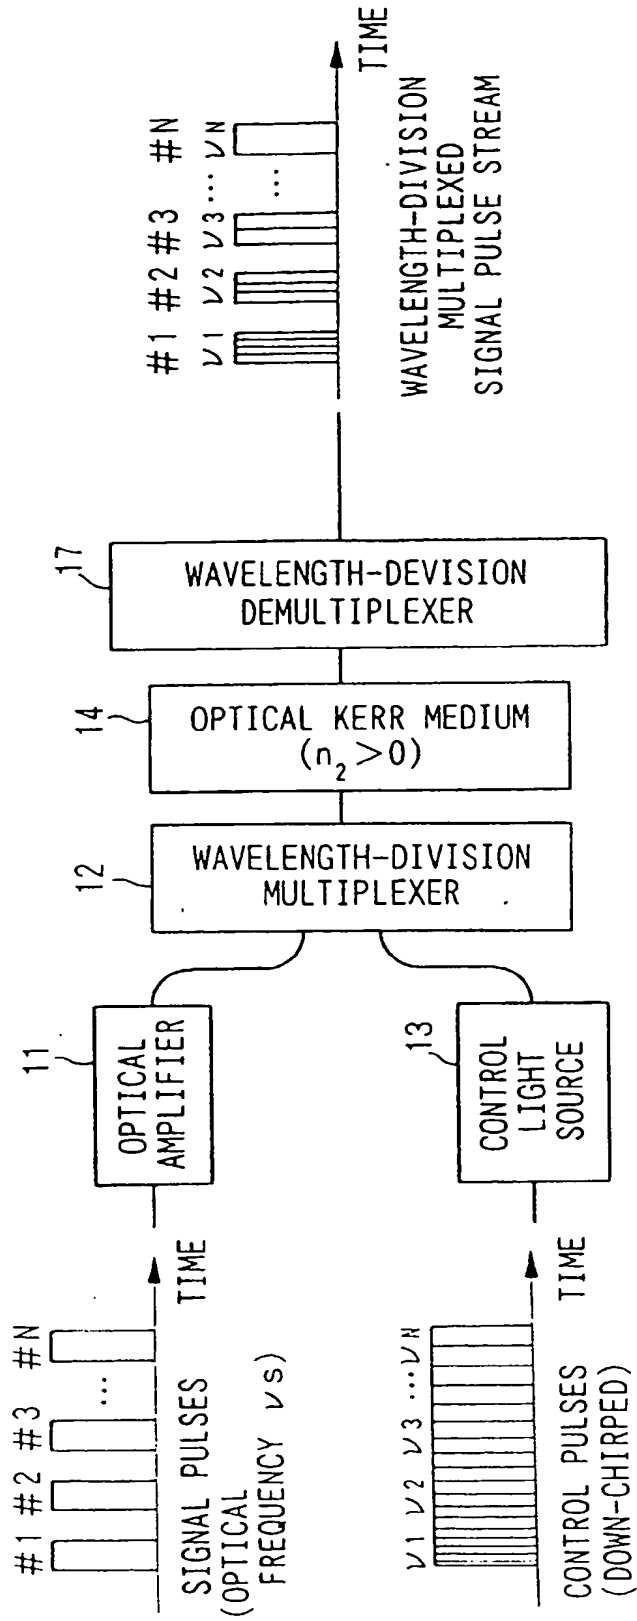 #1 #2 #3 #N
...
TIME
SIGNAL PULSES
(OPTICAL
FREQUENCY νs)
ν1 ν2 ν3 ...νN
TIME
CONTROL PULSES
(DOWN-CHIRPED)
11
OPTICAL
AMPLIFIER
13
CONTROL
LIGHT
SOURCE
12
WAVELENGTH-DIVISION
MULTIPLEXER
14
OPTICAL KERR MEDIUM
(n2>0)
17
WAVELENGTH-DEVISION
DEMULTIPLEXER
#1 #2 #3 #N
ν1 ν2 ν3 ... νN
...
TIME
WAVELENGTH-DIVISION
MULTIPLEXED
SIGNAL PULSE STREAM